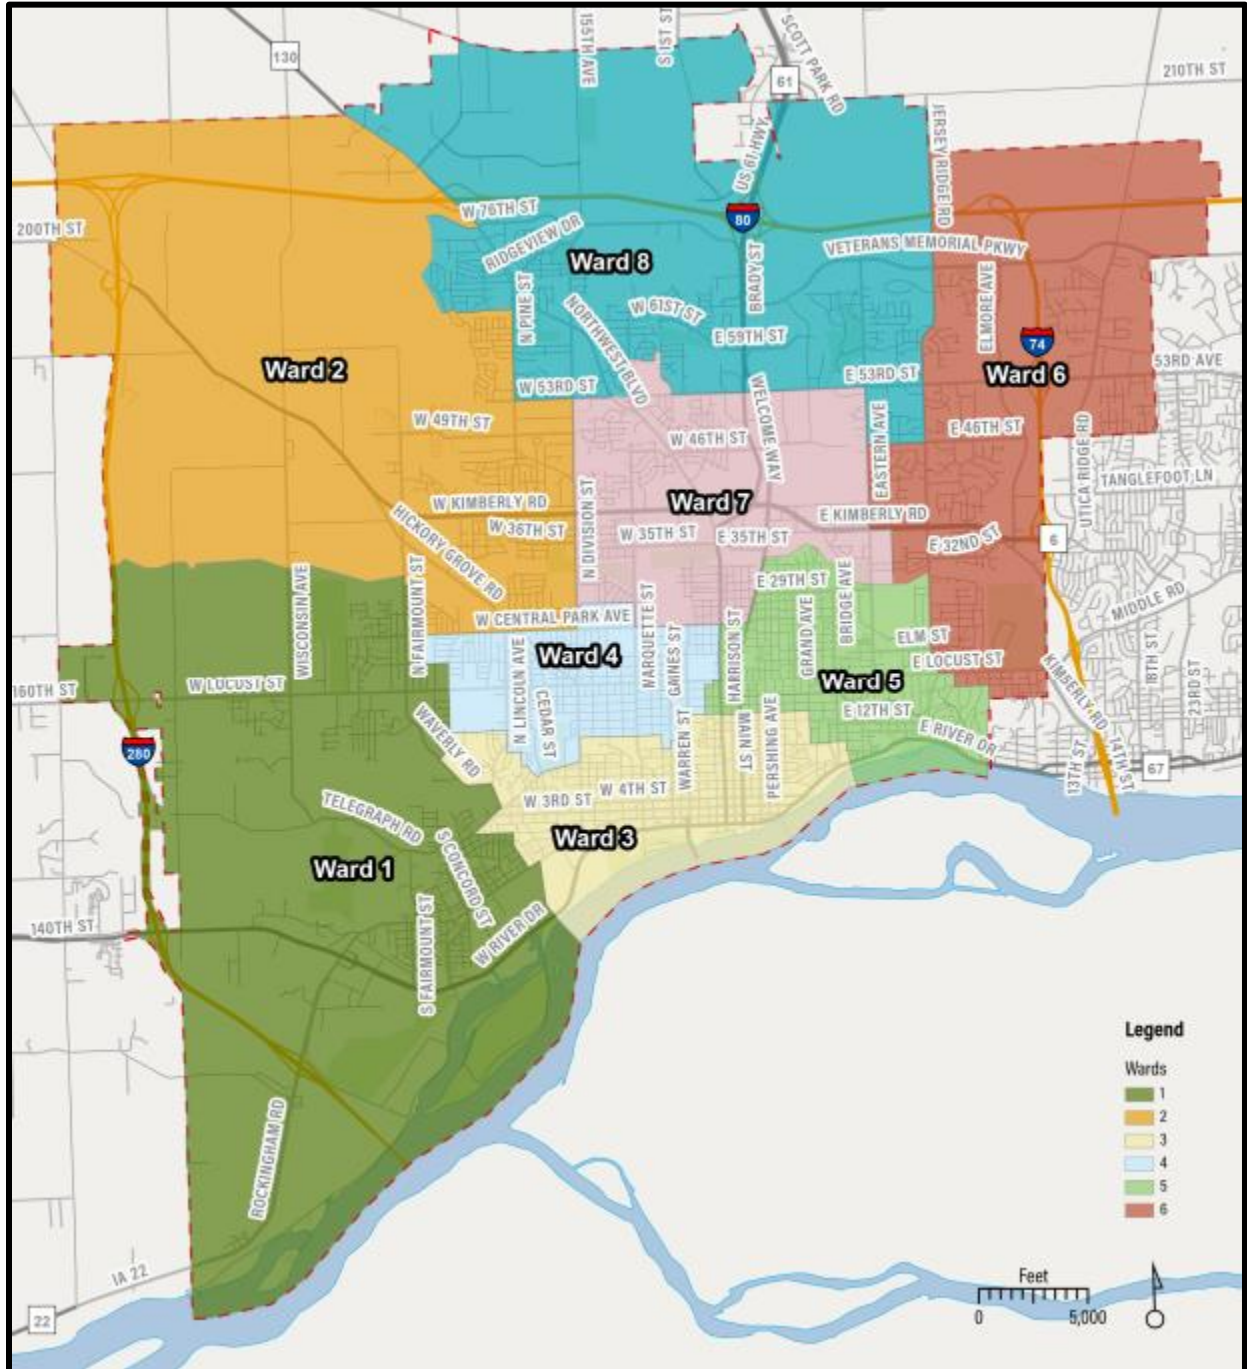 130
155TH AVE
S 1ST ST
SCOTT PARK RD
61
210TH ST
JERSEY RIDGE RD
US 61 HWY
200TH ST
W 76TH ST
80
RIDGEVIEW DR
Ward 8
VETERANS MEMORIAL PKWY
BRADY ST
ELMORE AVE
N PINE ST
NORTHWEST BLVD
W 61ST ST
E 59TH ST
74
53RD AVE
Ward 2
Ward 6
W 53RD ST
E 53RD ST
WELCOME WAY
W 49TH ST
W 46TH ST
EASTERN AVE
E 46TH ST
UTICA RIDGE RD
TANGLEFOOT LN
W KIMBERLY RD
N DIVISION ST
Ward 7
E KIMBERLY RD
HICKORY GROVE RD
W 36TH ST
W 35TH ST
E 35TH ST
E 32ND ST
6
WISCONSIN AVE
N FAIRMOUNT ST
E 29TH ST
BRIDGE AVE
MIDDLE RD
W CENTRAL PARK AVE
MARQUETTE ST
GAINES ST
HARRISON ST
GRAND AVE
ELM ST
18TH ST
Ward 4
N LINCOLN AVE
E LOCUST ST
KIMBERLY RD
23RD ST
160TH ST
W LOCUST ST
CEDAR ST
Ward 5
E 12TH ST
WAVERLY RD
WARREN ST
MAIN ST
PERSHING AVE
E RIVER DR
280
13TH ST
14TH ST
67
TELEGRAPH RD
W 3RD ST
W 4TH ST
Ward 3
S CONCORD ST
Ward 1
140TH ST
S FAIRMOUNT ST
W RIVER DR
ROCKINGHAM RD
IA 22
22
Legend
Wards
1
2
3
4
5
6
Feet
0 5,000